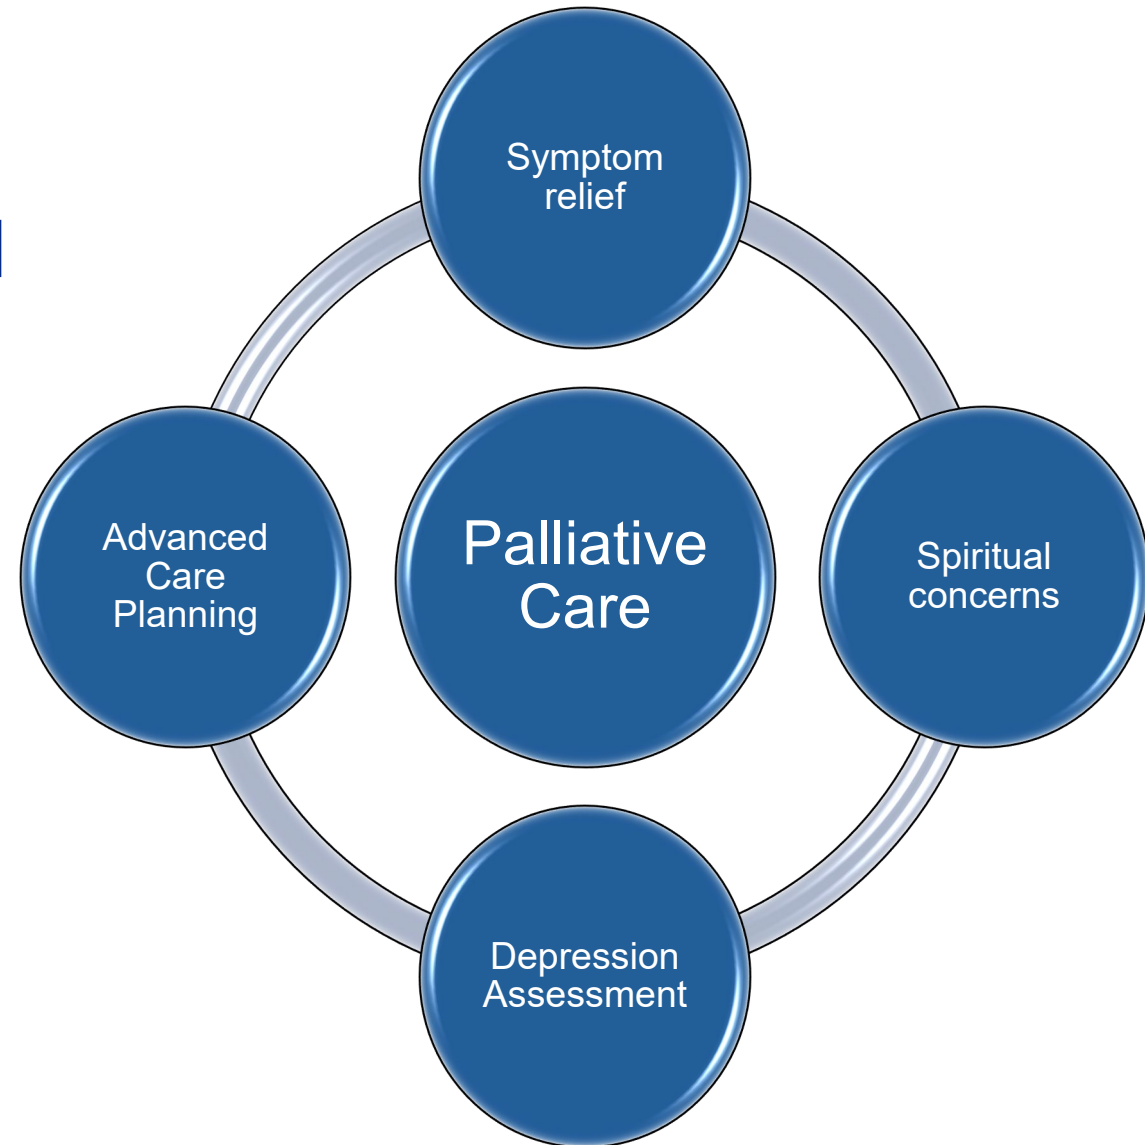 Symptom
relief
Advanced
Care
Planning
Palliative
Care
Spiritual
concerns
Depression
Assessment